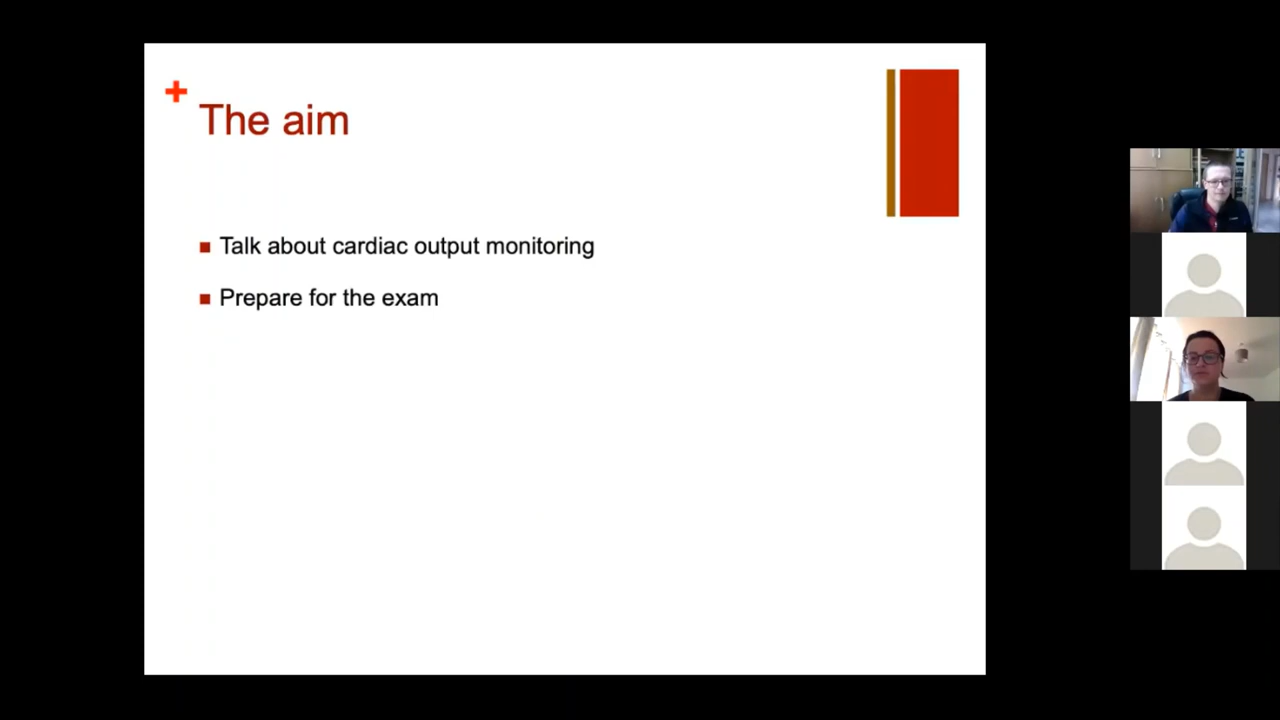 +
The aim
Talk about cardiac output monitoring
Prepare for the exam